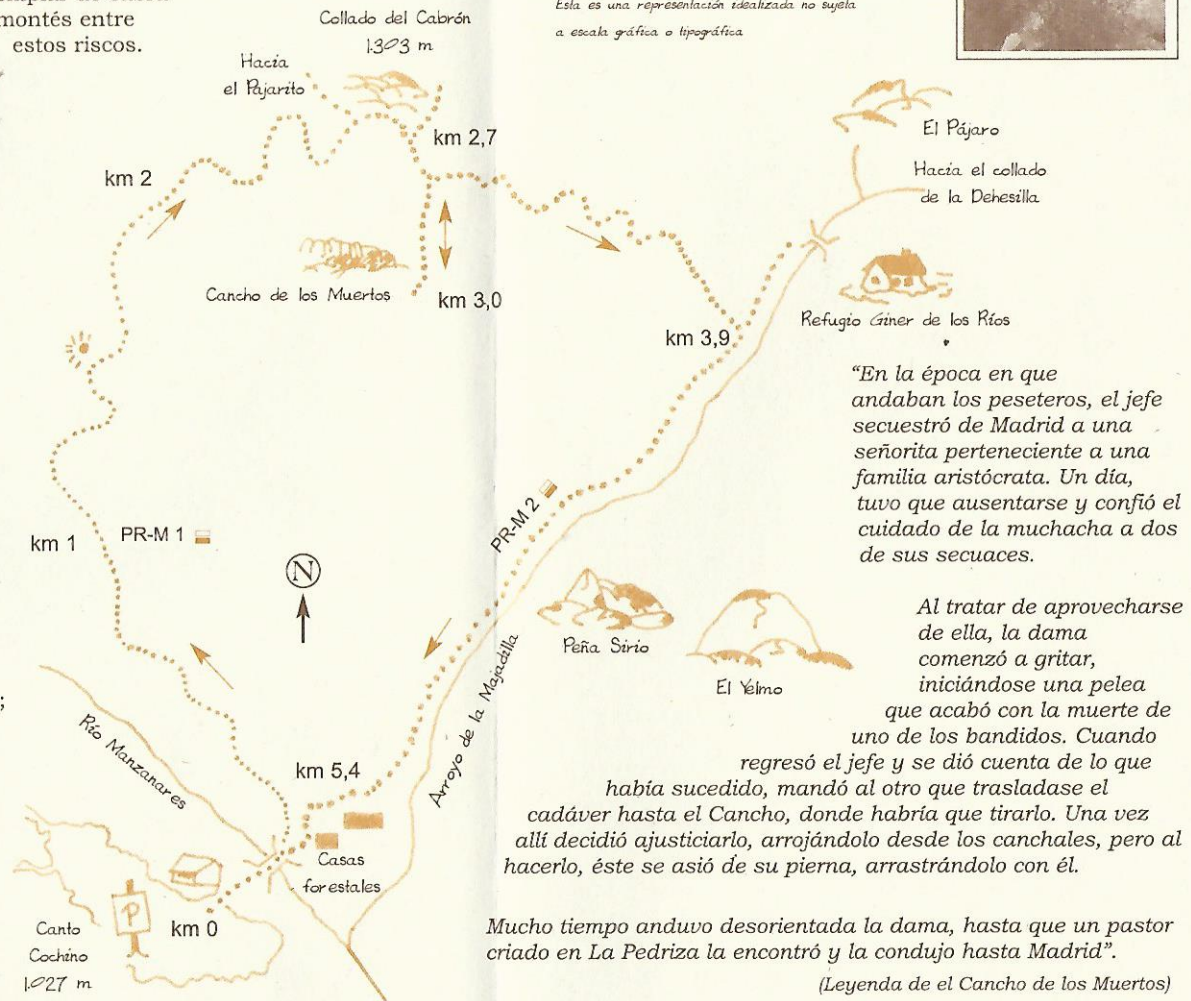 montés entre
estos riscos.
Esta es una representación idealizada no sujeta
a escala gráfica o tipográfica
Collado del Cabrón
1.303 m
Hacia
el Pajarito
km 2,7
km 2
El Pájaro
Hacia el collado
de la Dehesilla
Cancho de los Muertos
km 3,0
Refugio Giner de los Ríos
km 3,9
km 1
PR-M 1
PR-M 2
N
Peña Sirio
El Yelmo
Río Manzanares
Arroyo de la Majadilla
km 5,4
Casas
forestales
P
km 0
Canto
Cochino
1.027 m
;
“En la época en que
andaban los peseteros, el jefe
secuestró de Madrid a una
señorita perteneciente a una
familia aristócrata. Un día,
tuvo que ausentarse y confió el
cuidado de la muchacha a dos
de sus secuaces.
Al tratar de aprovecharse
de ella, la dama
comenzó a gritar,
iniciándose una pelea
que acabó con la muerte de
uno de los bandidos. Cuando
regresó el jefe y se dió cuenta de lo que
había sucedido, mandó al otro que trasladase el
cadáver hasta el Cancho, donde habría que tirarlo. Una vez
allí decidió ajusticiarlo, arrojándolo desde los canchales, pero al
hacerlo, éste se asió de su pierna, arrastrándolo con él.
Mucho tiempo anduvo desorientada la dama, hasta que un pastor
criado en La Pedriza la encontró y la condujo hasta Madrid”.
(Leyenda de el Cancho de los Muertos)